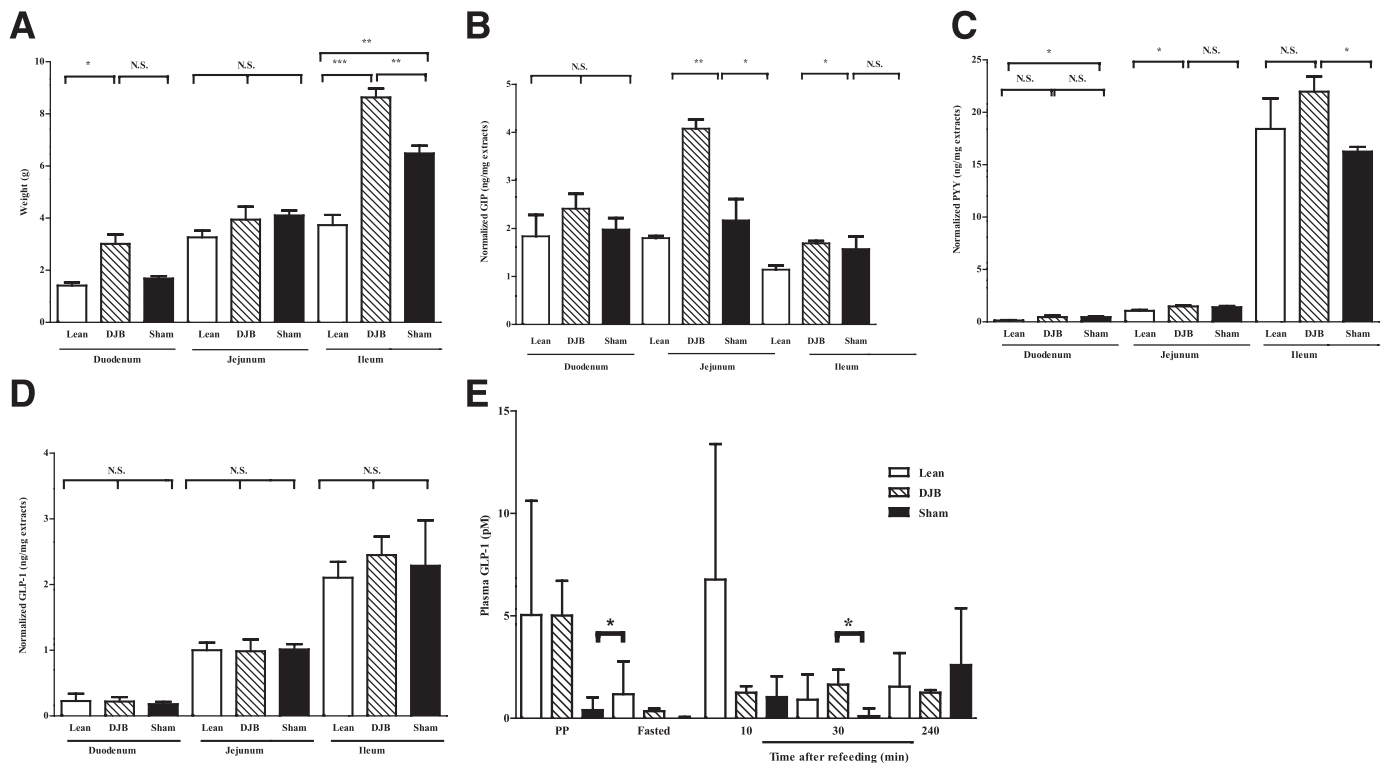 A
Weight (g)
10
8
6
4
2
0
*
N.S.
N.S.
**
***
**
Lean DJB Sham Lean DJB Sham Lean DJB Sham
Duodenum Jejunum Ileum
B
Normalized GIP (ng/mg extracts)
5
4
3
2
1
0
N.S.
** *
* N.S.
Lean DJB Sham Lean DJB Sham Lean DJB Sham
Duodenum Jejunum Ileum
C
Normalized PYY (ng/mg extracts)
25
20
15
10
5
0
*
N.S. N.S.
* N.S.
N.S. *
Lean DJB Sham Lean DJB Sham Lean DJB Sham
Duodenum Jejunum Ileum
D
Normalized GLP-1 (ng/mg extracts)
4
3
2
1
0
N.S. N.S. N.S.
Lean DJB Sham Lean DJB Sham Lean DJB Sham
Duodenum Jejunum Ileum
E
Plasma GLP-1 (pM)
15
10
5
0
* *
Lean
DJB
Sham
PP Fasted 10 30 240
Time after refeeding (min)